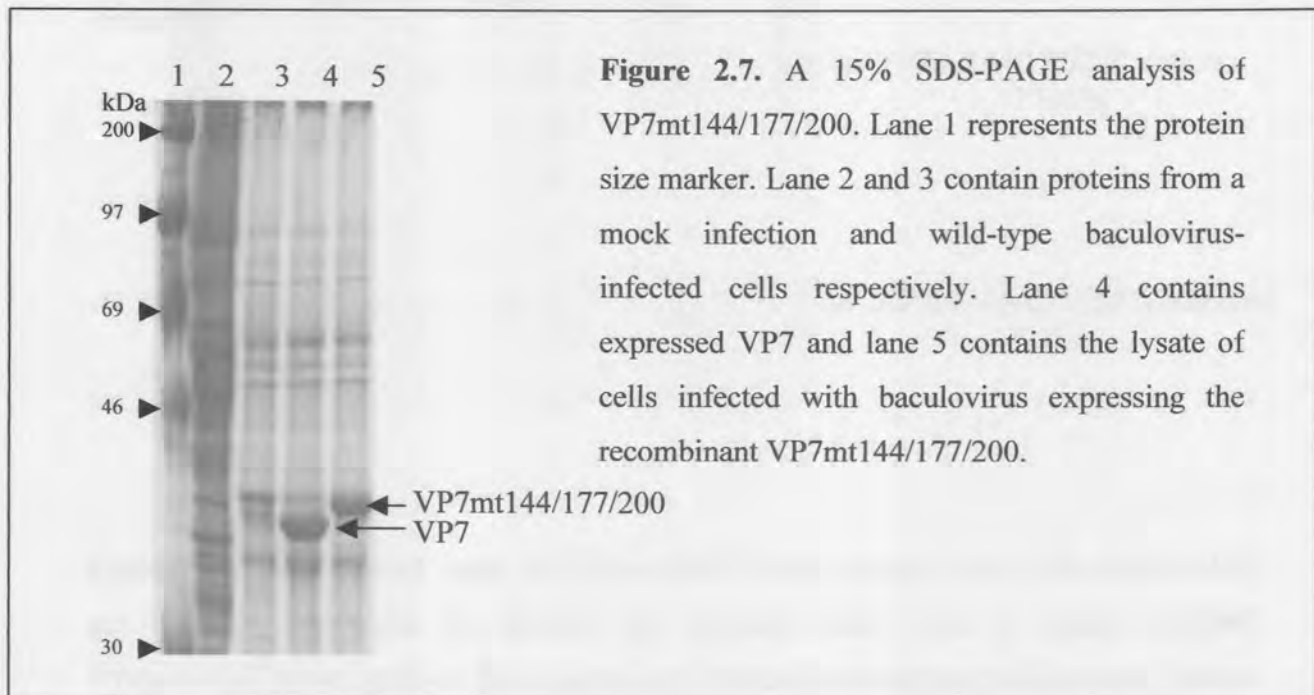 1 2 3 4 5
kDa
200
97
69
46
30
VP7mt144/177/200
VP7
Figure 2.7. A 15% SDS-PAGE analysis of
VP7mt144/177/200. Lane 1 represents the protein
size marker. Lane 2 and 3 contain proteins from a
mock infection and wild-type baculovirus-
infected cells respectively. Lane 4 contains
expressed VP7 and lane 5 contains the lysate of
cells infected with baculovirus expressing the
recombinant VP7mt144/177/200.